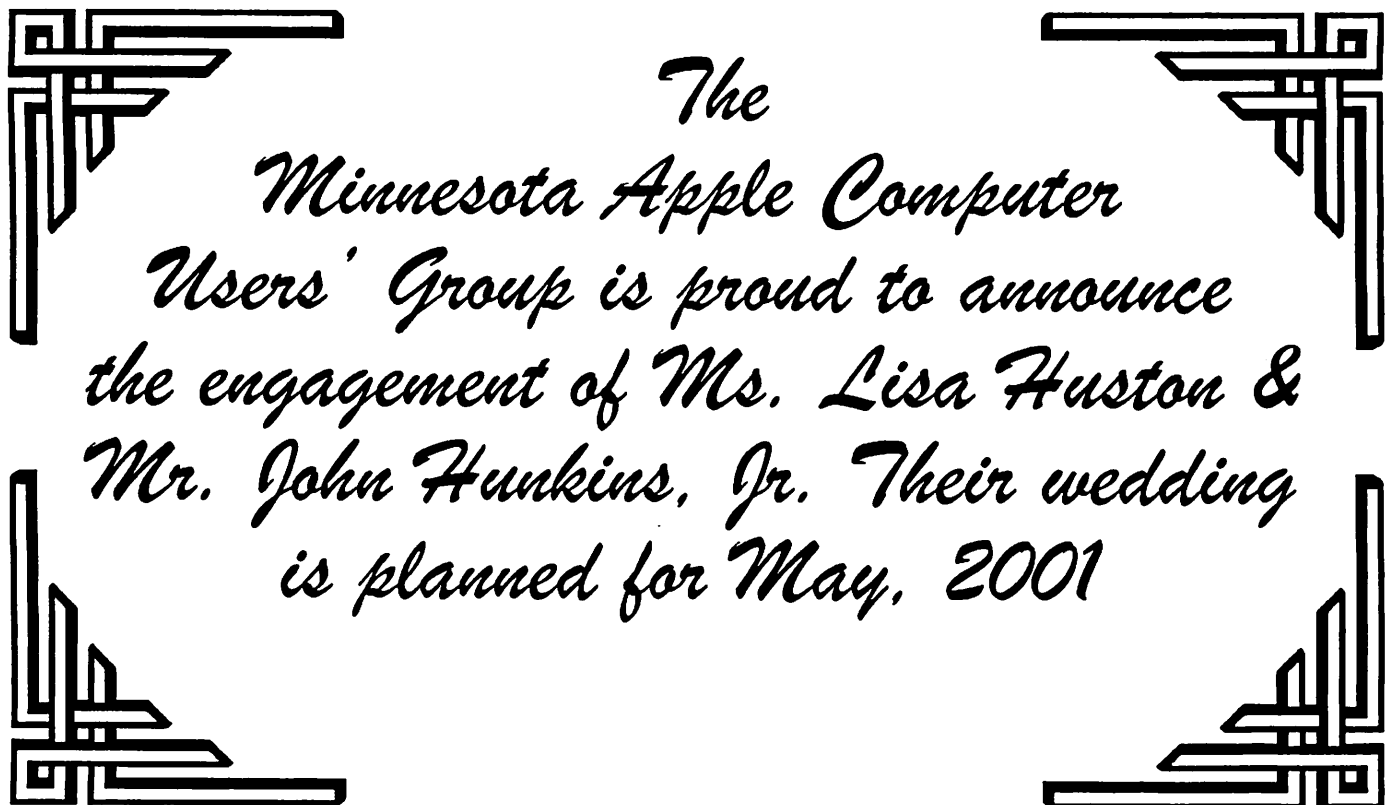 The
Minnesota Apple Computer
Users' Group is proud to announce
the engagement of Ms. Lisa Huston &
Mr. John Hunkins, Jr. Their wedding
is planned for May, 2001